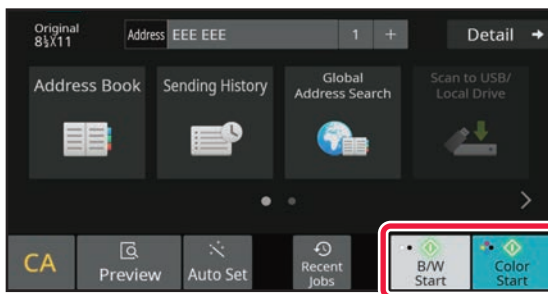 Original
8½X11
Address EEE EEE 1 + Detail
Address Book
Sending History
Global
Address Search
Scan to USB/
Local Drive
CA
Preview
Auto Set
Recent
Jobs
B/W
Start
Color
Start